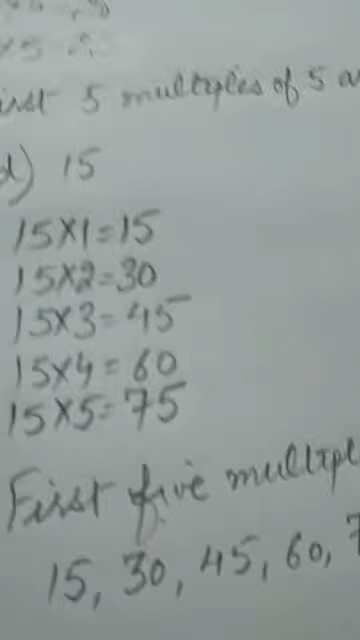 ×5
5 multiples of 5
d) 15
15×1=15
15×2=30
15×3=45
15×4=60
15×5=75
First five
15, 30, 45, 60,